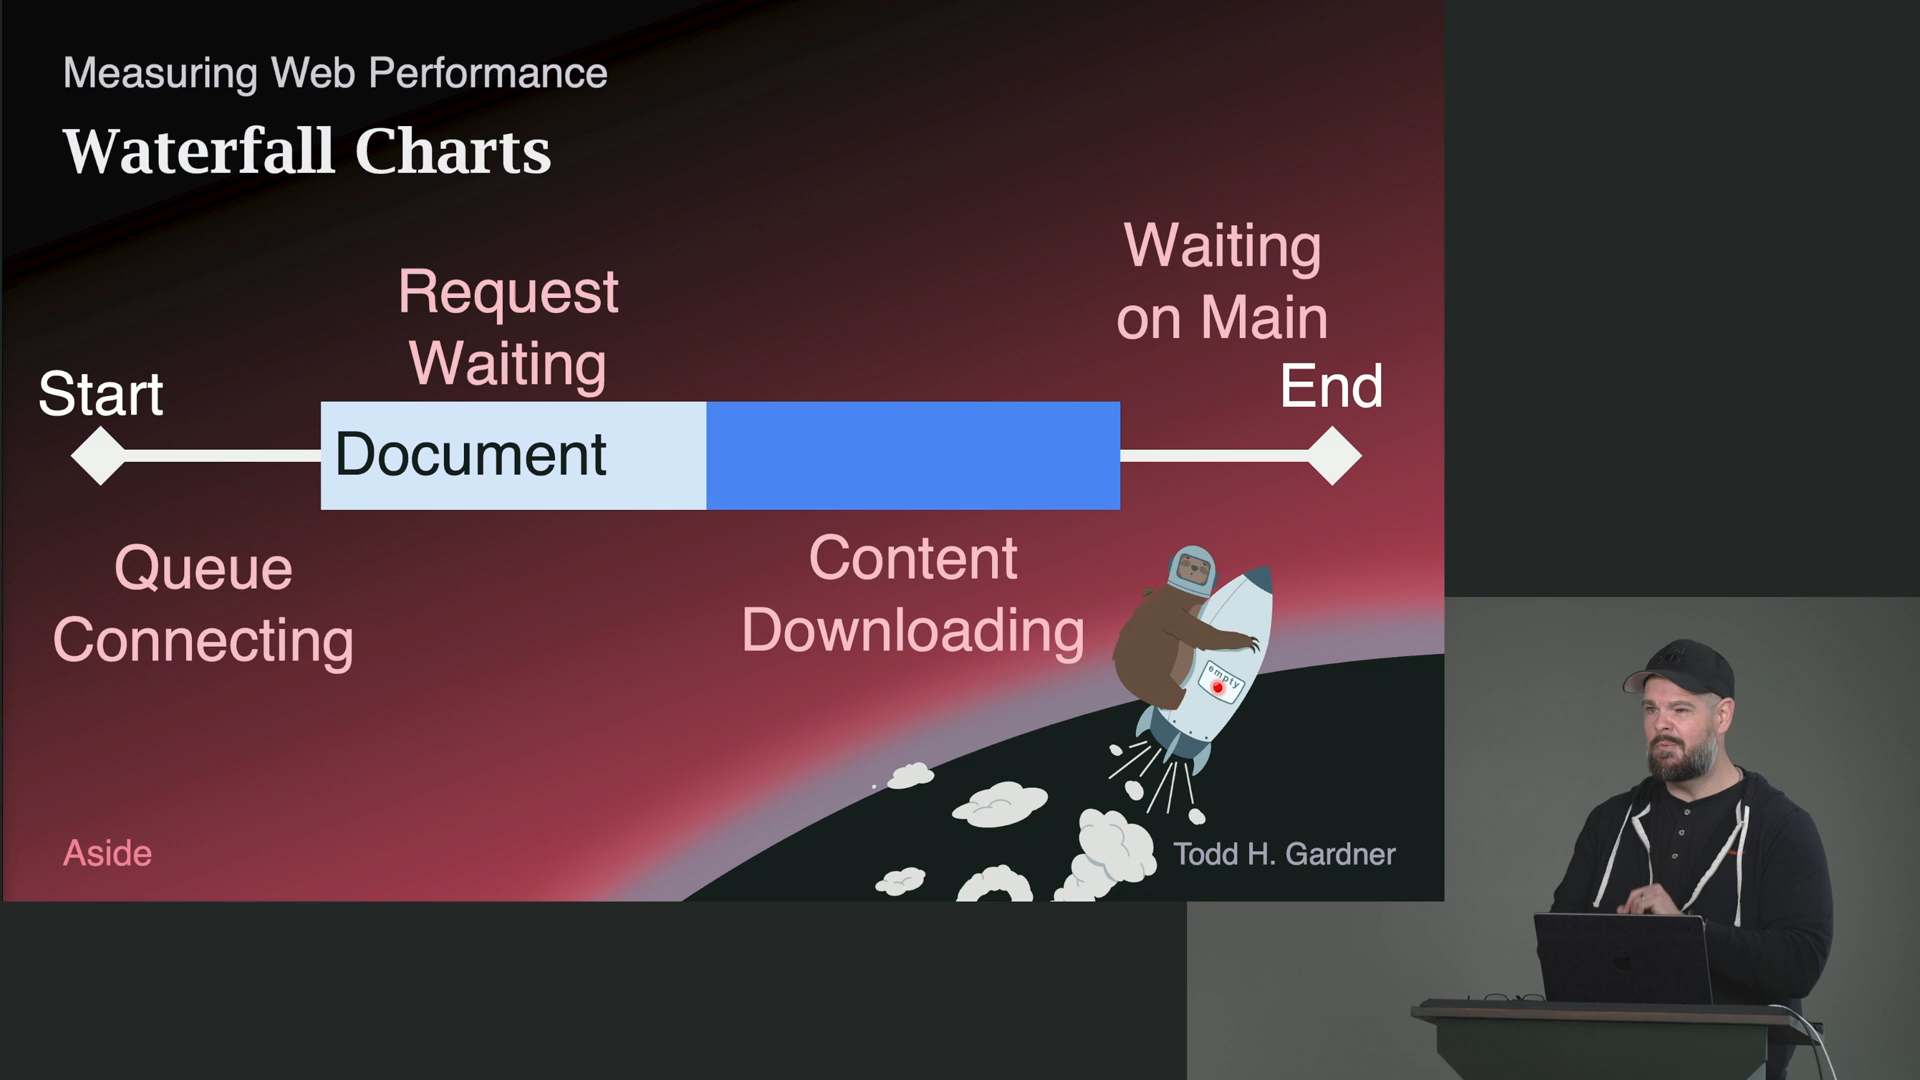 Measuring Web Performance
Waterfall Charts
Request
Waiting
Waiting
on Main
Start
End
Document
Queue
Connecting
Content
Downloading
empty
Aside
Todd H. Gardner